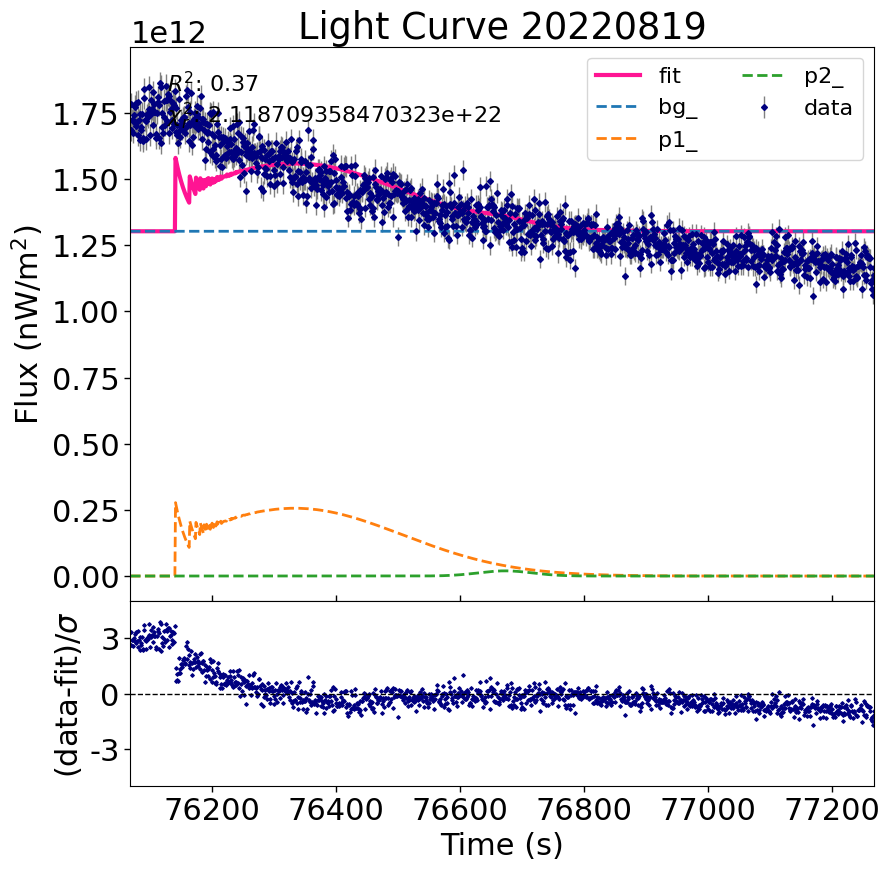 Light Curve 20220819
1e12
R²: 0.37
2.118709358470323e+22
fit
bg_
p1_
p2_
data
Flux (nW/m²)
1.75
1.50
1.25
1.00
0.75
0.50
0.25
0.00
(data-fit)/σ
3
0
-3
76200 76400 76600 76800 77000 77200
Time (s)